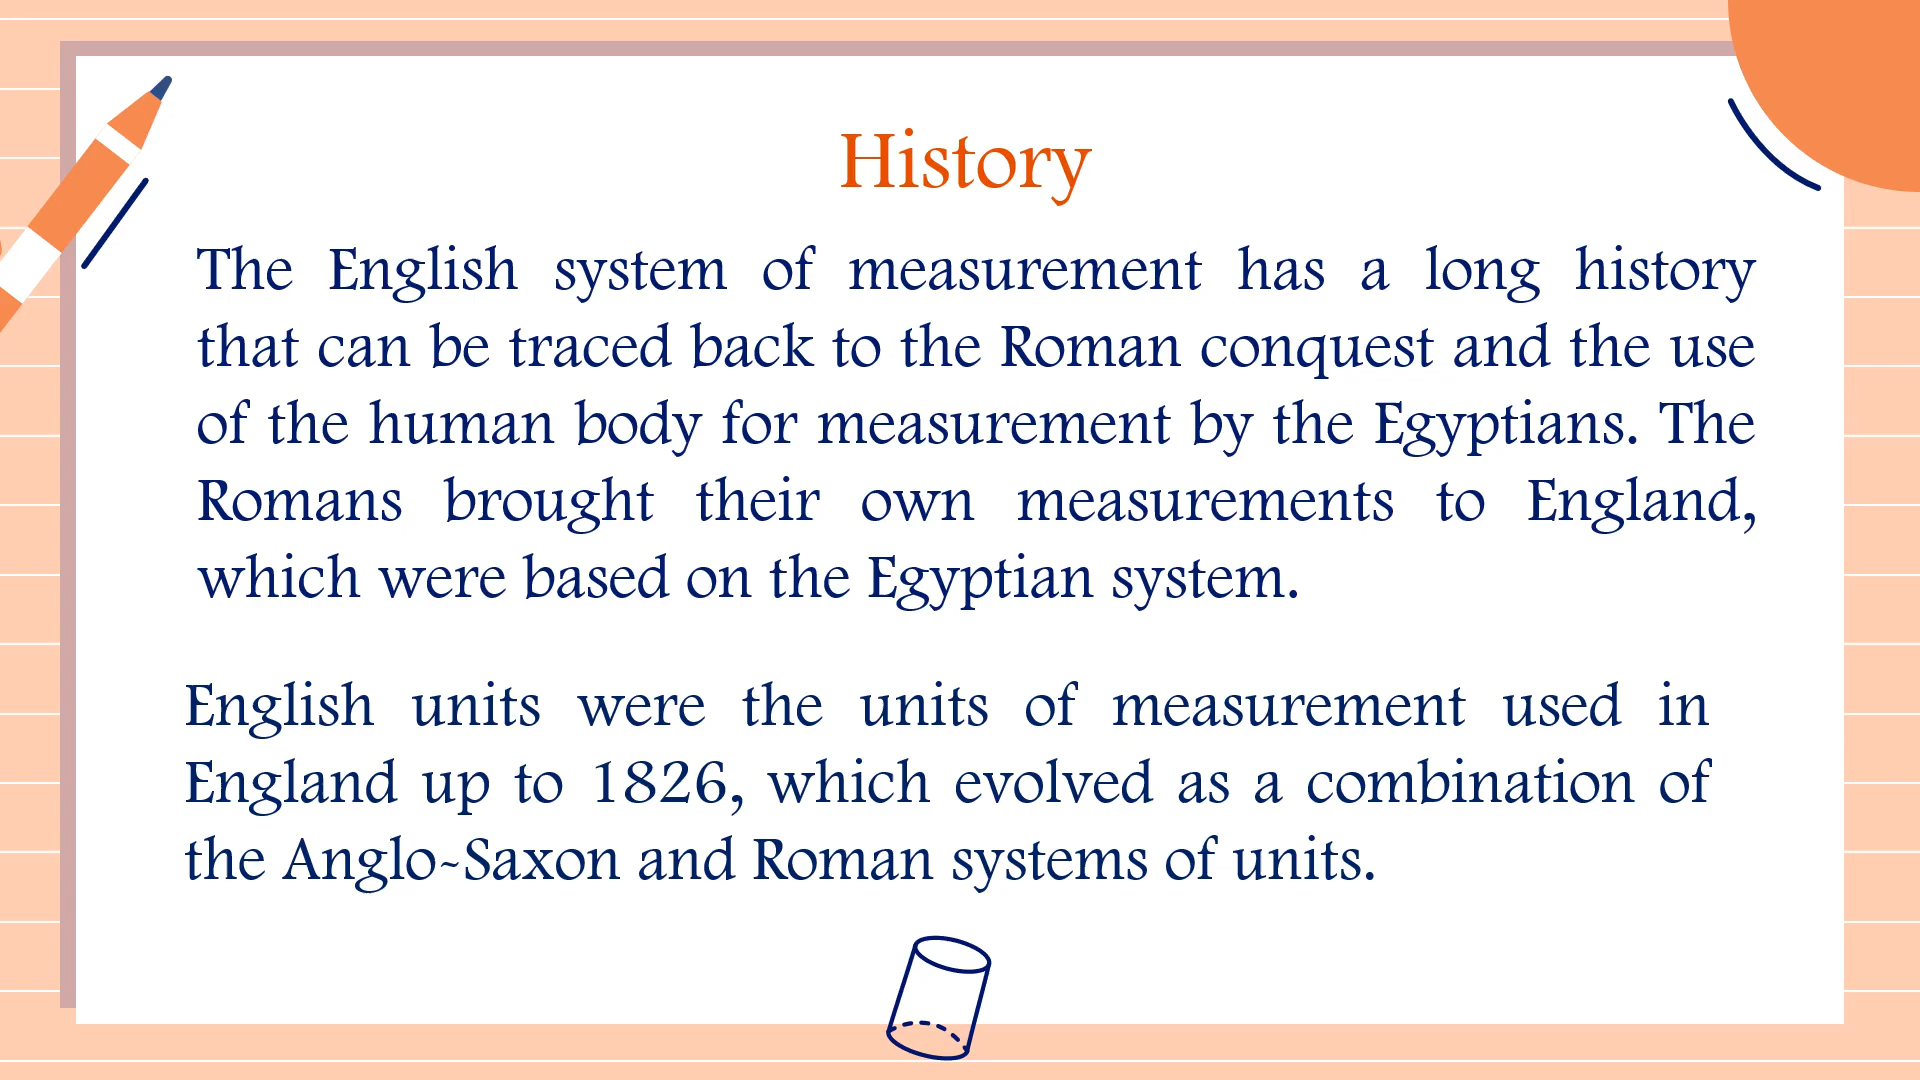 History
The English system of measurement has a long history
that can be traced back to the Roman conquest and the use
of the human body for measurement by the Egyptians. The
Romans brought their own measurements to England,
which were based on the Egyptian system.
English units were the units of measurement used in
England up to 1826, which evolved as a combination of
the Anglo-Saxon and Roman systems of units.